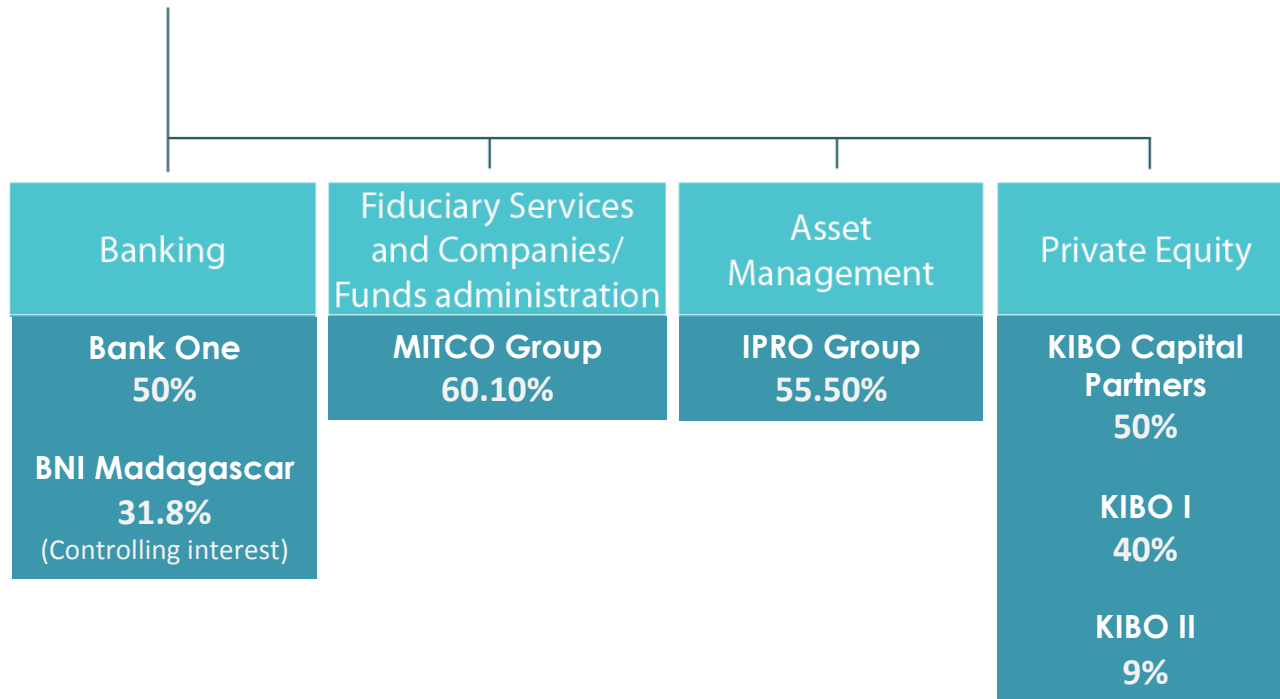 Banking
Bank One
50%
BNI Madagascar
31.8%
(Controlling interest)
Fiduciary Services
and Companies/
Funds administration
MITCO Group
60.10%
Asset
Management
IPRO Group
55.50%
Private Equity
KIBO Capital
Partners
50%
KIBO I
40%
KIBO II
9%